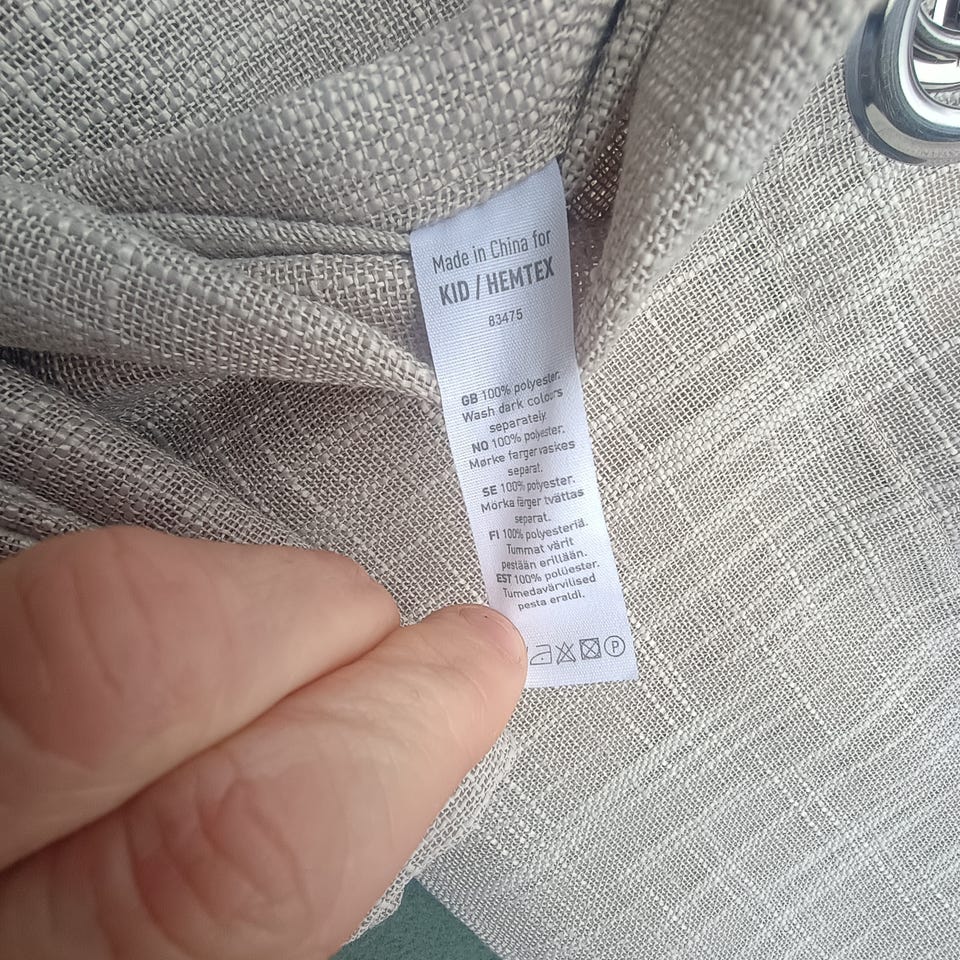 Made in China for
KID / HEMTEX
83475
GB 100% polyester.
Wash dark colours
separately.
NO 100% polyester.
Mørke farger vaskes
separat.
SE 100% polyester.
Mörka färger tvättas
separat.
FI 100% polyesteriä.
Tummat värit
pestään erillään.
EST 100% polüester.
Tumedavärvilised
pesta eraldi.
P